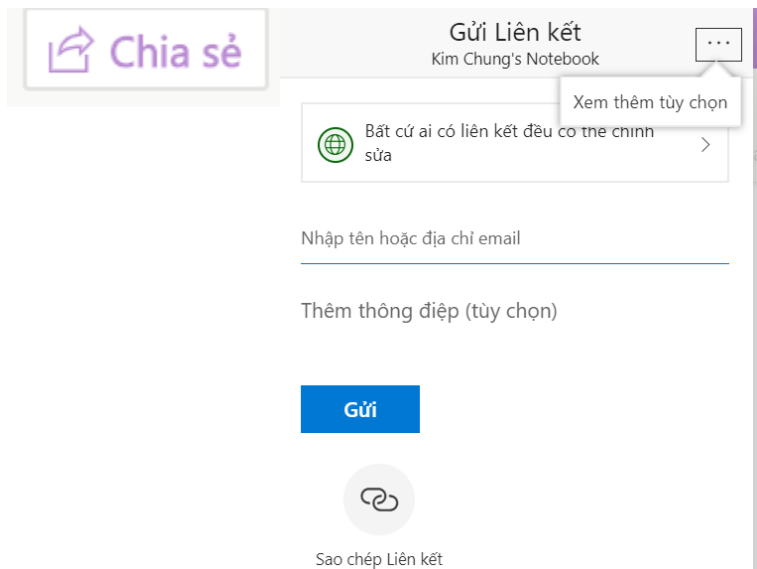 Chia sẻ
Gửi Liên kết
Kim Chung's Notebook
...
Xem thêm tùy chọn
Bất cứ ai có liên kết đều có thể chỉnh
sửa
Nhập tên hoặc địa chỉ email
Thêm thông điệp (tùy chọn)
Gửi
Sao chép Liên kết